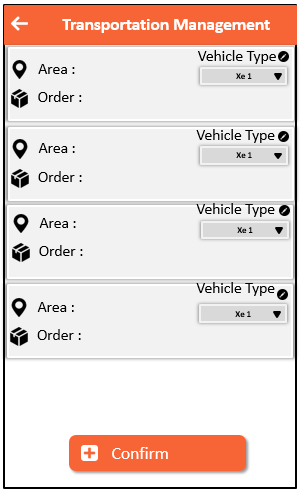 Transportation Management
Vehicle Type
Area :
Xe 1
Order :
Vehicle Type
Area :
Xe 1
Order :
Vehicle Type
Area :
Xe 1
Order :
Vehicle Type
Area :
Xe 1
Order :
Confirm